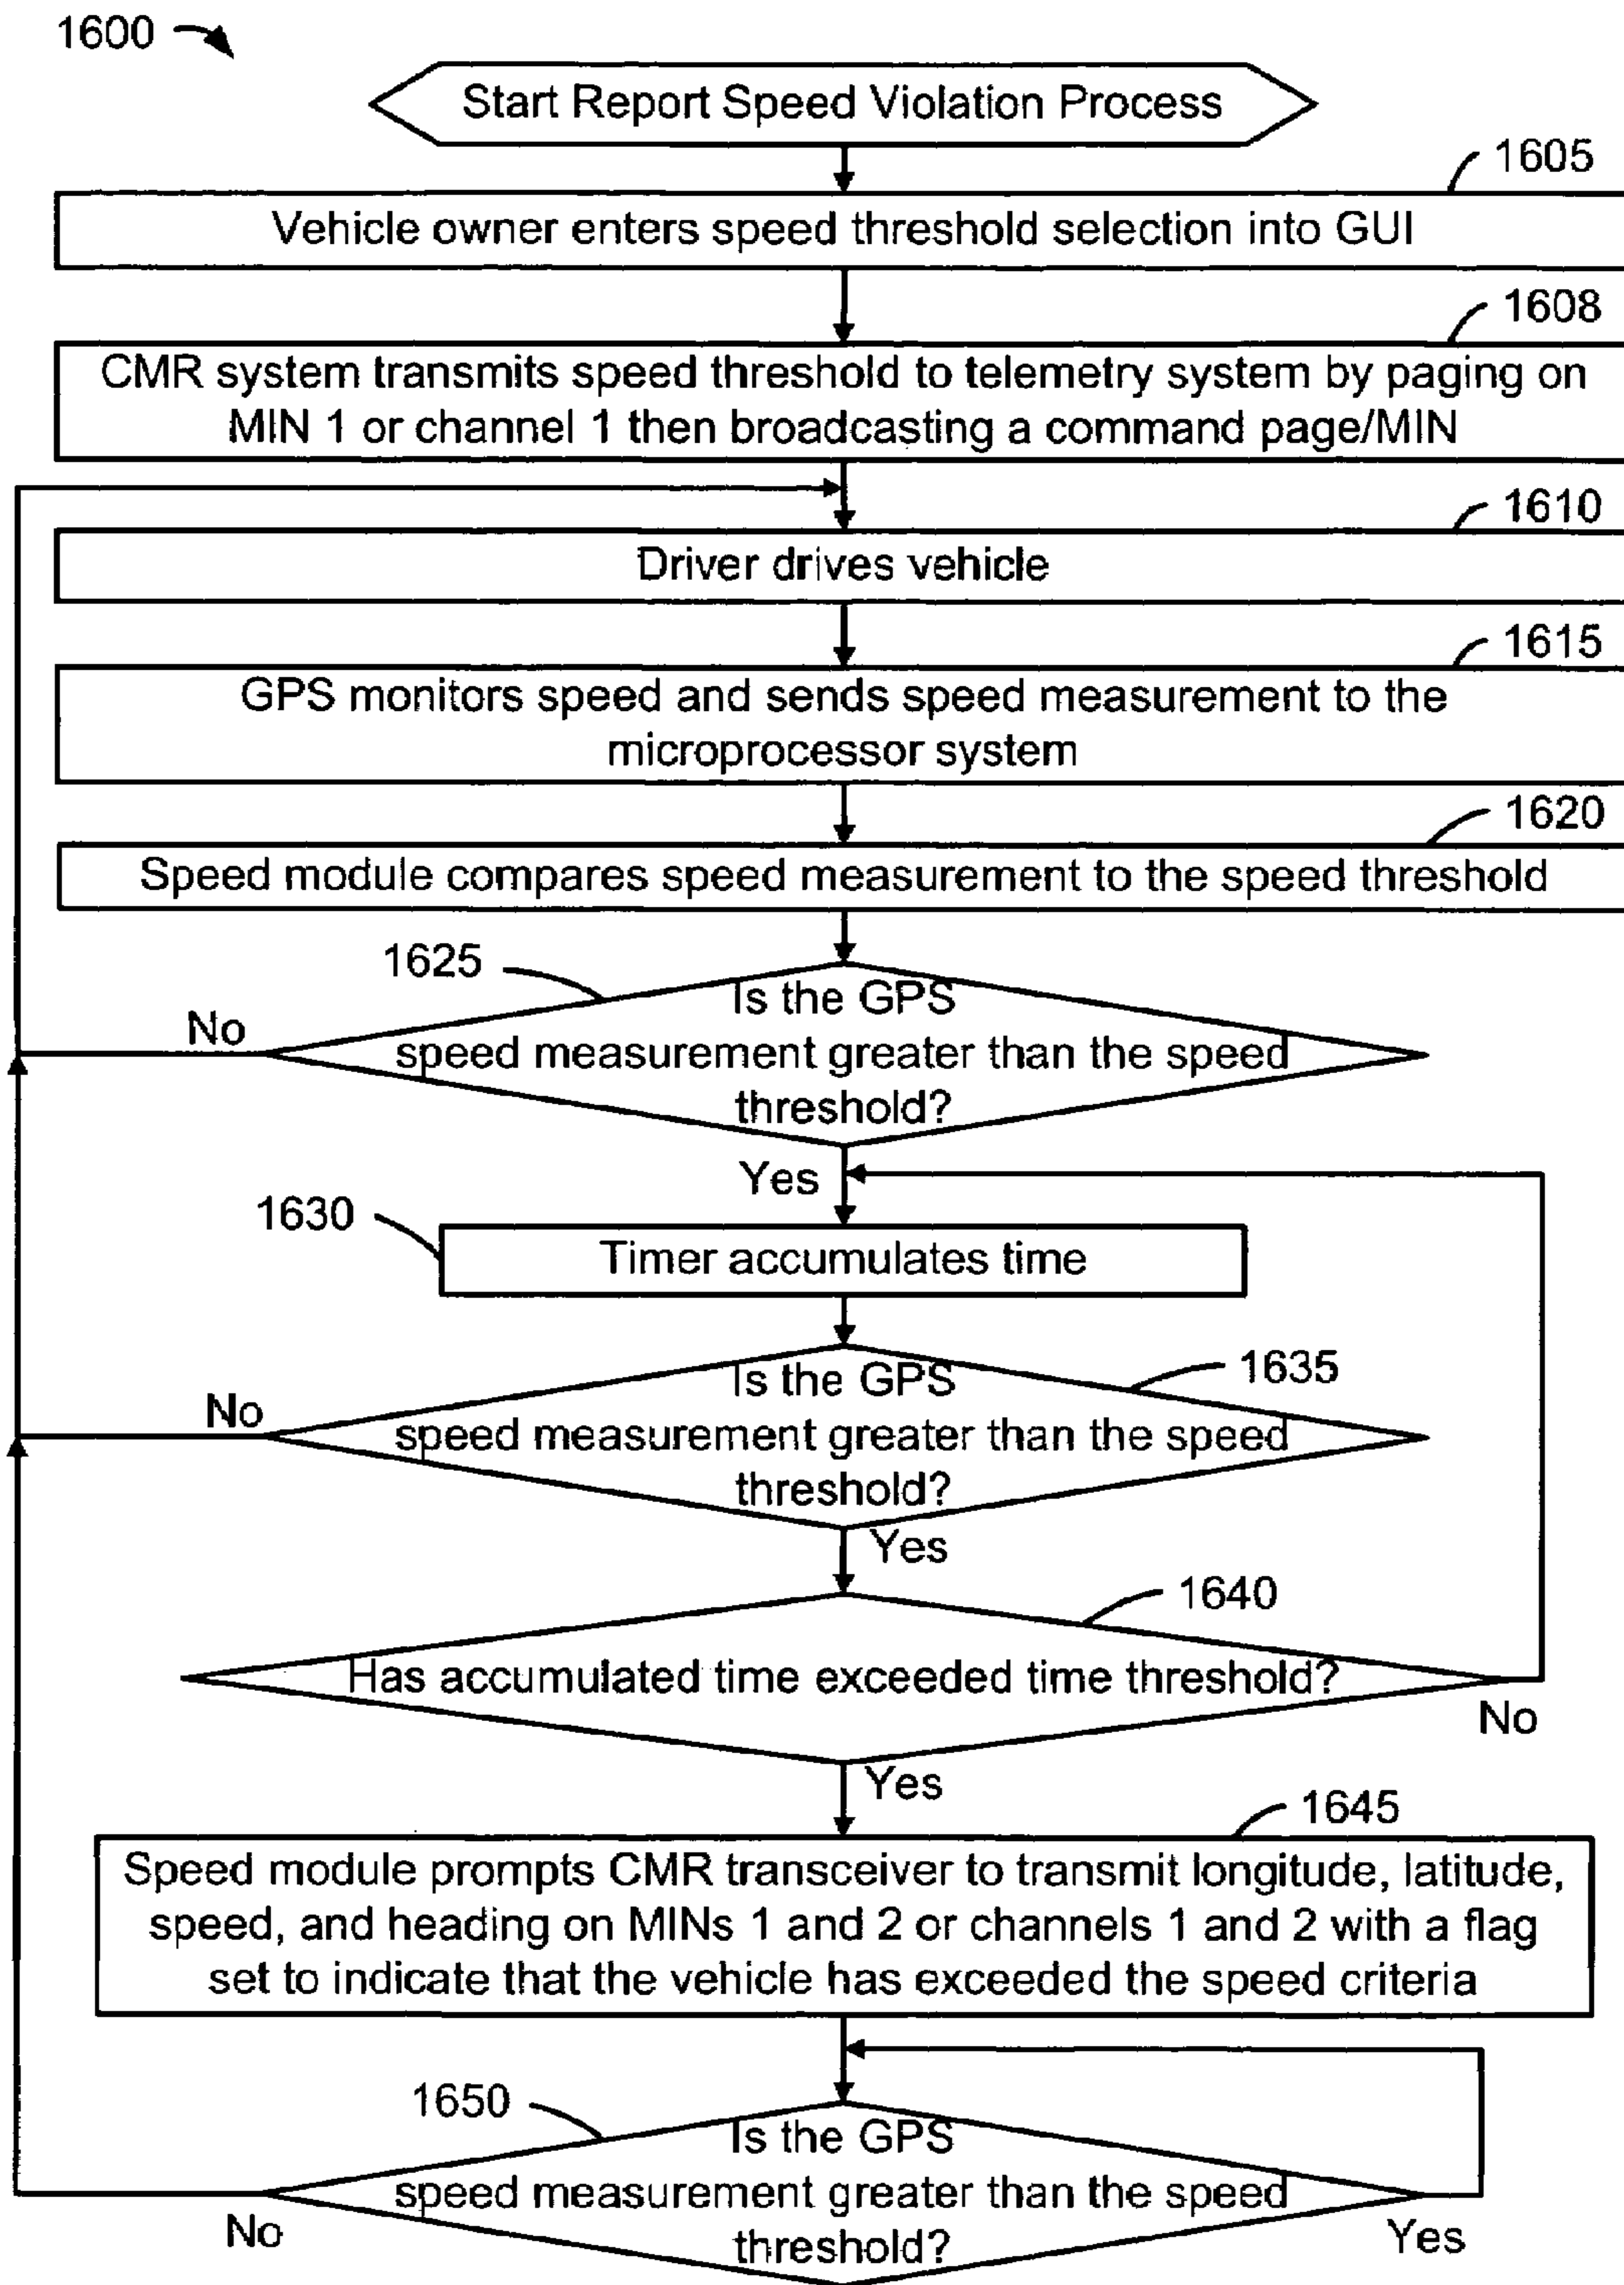 1600
Start Report Speed Violation Process
1605
Vehicle owner enters speed threshold selection into GUI
1608
CMR system transmits speed threshold to telemetry system by paging on
MIN 1 or channel 1 then broadcasting a command page/MIN
1610
Driver drives vehicle
1615
GPS monitors speed and sends speed measurement to the
microprocessor system
1620
Speed module compares speed measurement to the speed threshold
1625
Is the GPS
speed measurement greater than the speed
threshold?
No
Yes
1630
Timer accumulates time
1635
Is the GPS
speed measurement greater than the speed
threshold?
No
Yes
1640
Has accumulated time exceeded time threshold?
No
Yes
1645
Speed module prompts CMR transceiver to transmit longitude, latitude,
speed, and heading on MINs 1 and 2 or channels 1 and 2 with a flag
set to indicate that the vehicle has exceeded the speed criteria
1650
Is the GPS
speed measurement greater than the speed
threshold?
No
Yes